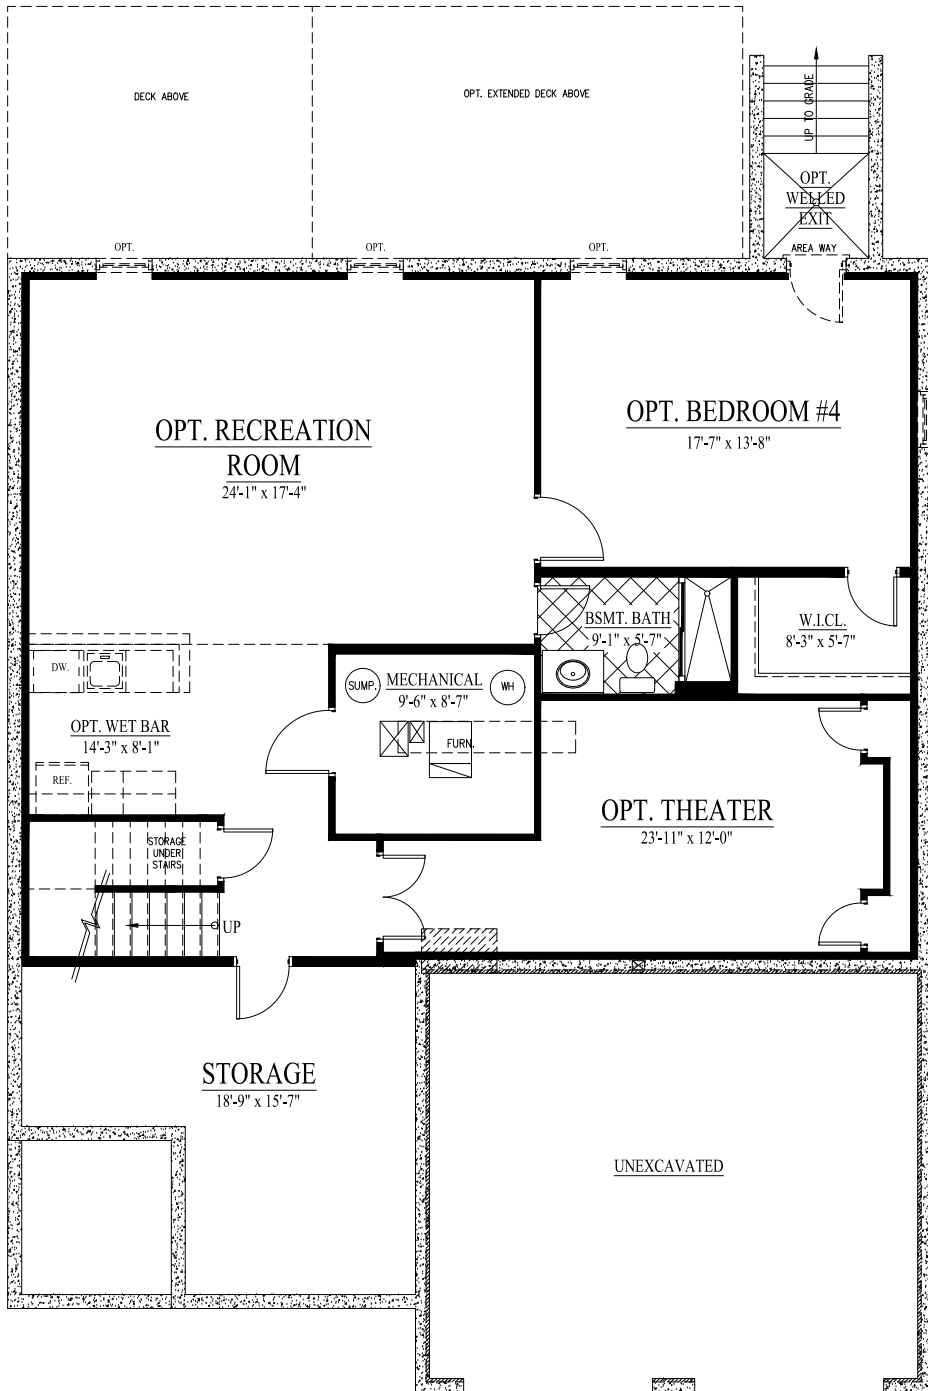 DECK ABOVE
OPT. EXTENDED DECK ABOVE
UP TO GRADE
OPT.
WELLED
EXIT
AREA WAY
OPT.
OPT.
OPT.
OPT. RECREATION
ROOM
24'-1" x 17'-4"
OPT. BEDROOM #4
17'-7" x 13'-8"
BSMT. BATH
9'-1" x 5'-7"
W.I.CL.
8'-3" x 5'-7"
DW.
SUMP.
MECHANICAL
9'-6" x 8'-7"
WH
OPT. WET BAR
14'-3" x 8'-1"
FURN.
REF.
OPT. THEATER
23'-11" x 12'-0"
STORAGE
UNDER
STAIRS
UP
STORAGE
18'-9" x 15'-7"
UNEXCAVATED